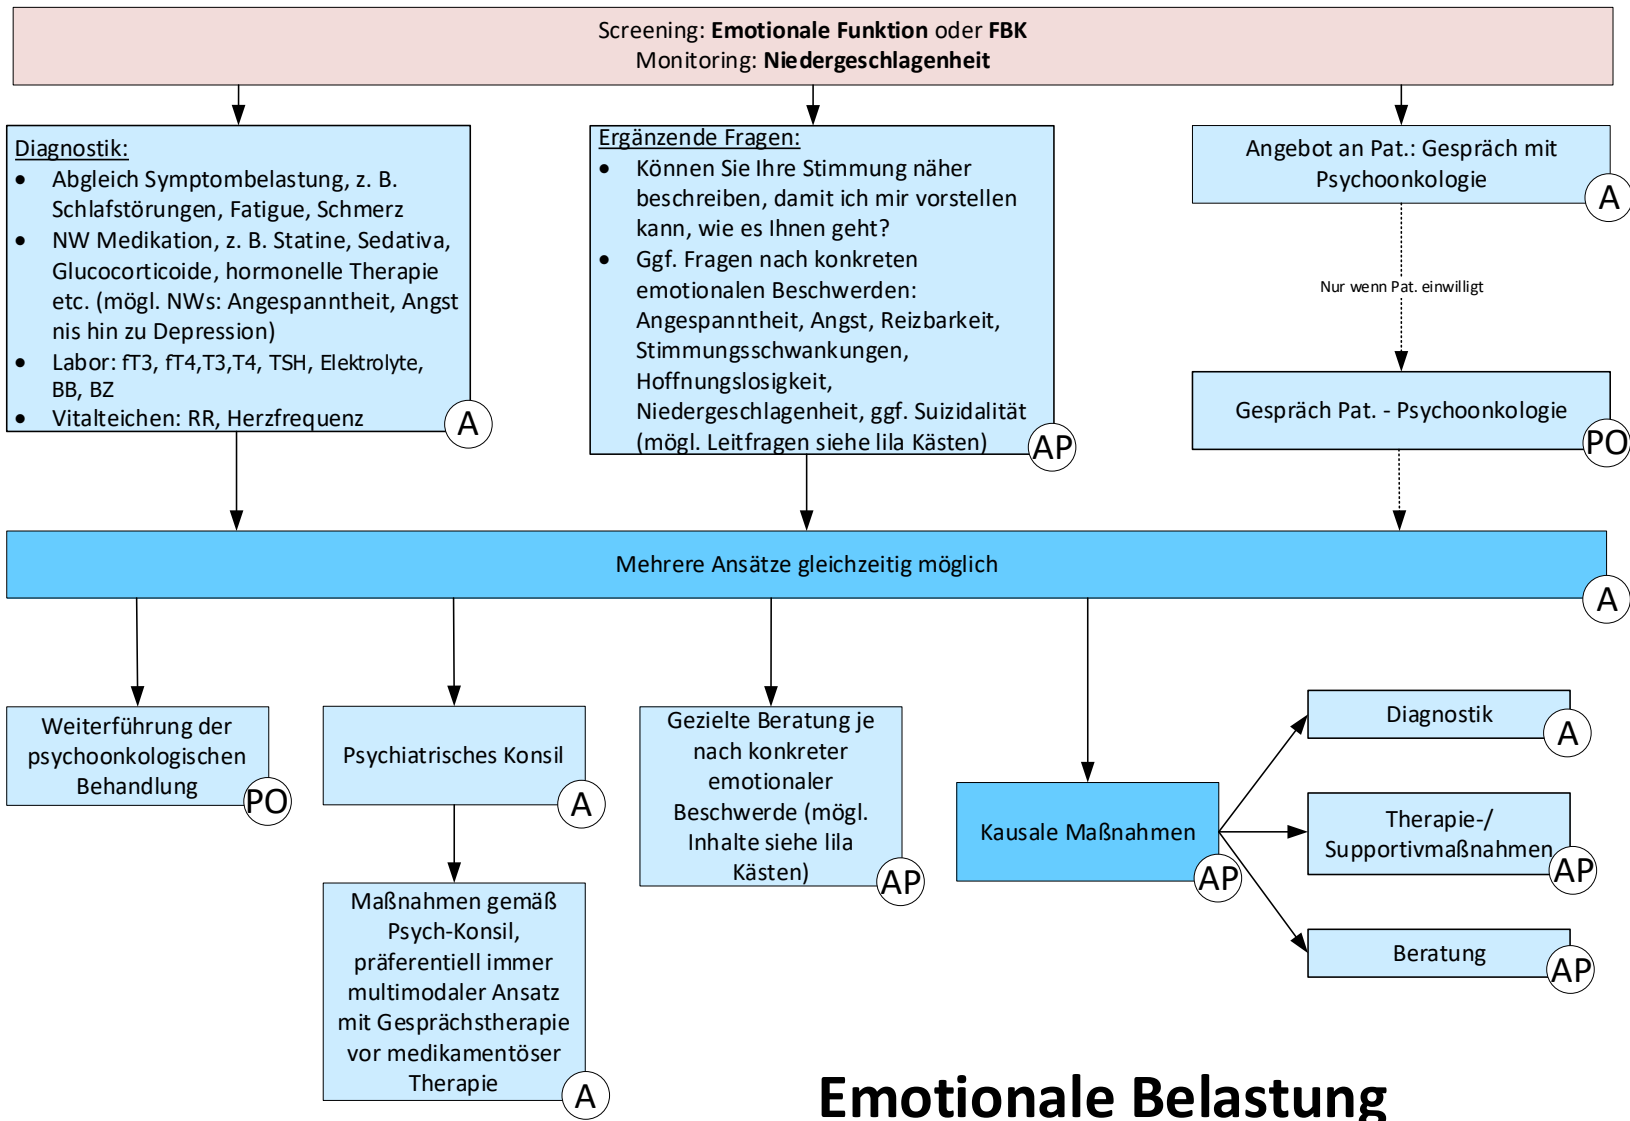 Screening: Emotionale Funktion oder FBK
Monitoring: Niedergeschlagenheit
Diagnostik:
• Abgleich Symptombelastung, z. B.
Schlafstörungen, Fatigue, Schmerz
• NW Medikation, z. B. Statine, Sedativa,
Glucocorticoide, hormonelle Therapie
etc. (mögl. NWs: Angespanntheit, Angst
nis hin zu Depression)
• Labor: fT3, fT4,T3,T4, TSH, Elektrolyte,
BB, BZ
• Vitalteichen: RR, Herzfrequenz
A
Ergänzende Fragen:
• Können Sie Ihre Stimmung näher
beschreiben, damit ich mir vorstellen
kann, wie es Ihnen geht?
• Ggf. Fragen nach konkreten
emotionalen Beschwerden:
Angespanntheit, Angst, Reizbarkeit,
Stimmungsschwankungen,
Hoffnungslosigkeit,
Niedergeschlagenheit, ggf. Suizidalität
(mögl. Leitfragen siehe lila Kästen)
AP
Angebot an Pat.: Gespräch mit
Psychoonkologie
A
Nur wenn Pat. einwilligt
Gespräch Pat. - Psychoonkologie
PO
Mehrere Ansätze gleichzeitig möglich
A
Weiterführung der
psychoonkologischen
Behandlung
PO
Psychiatrisches Konsil
A
Maßnahmen gemäß
Psych-Konsil,
präferentiell immer
multimodaler Ansatz
mit Gesprächstherapie
vor medikamentöser
Therapie
A
Gezielte Beratung je
nach konkreter
emotionaler
Beschwerde (mögl.
Inhalte siehe lila
Kästen)
AP
Kausale Maßnahmen
AP
Diagnostik
A
Therapie-/
Supportivmaßnahmen
AP
Beratung
AP
Emotionale Belastung